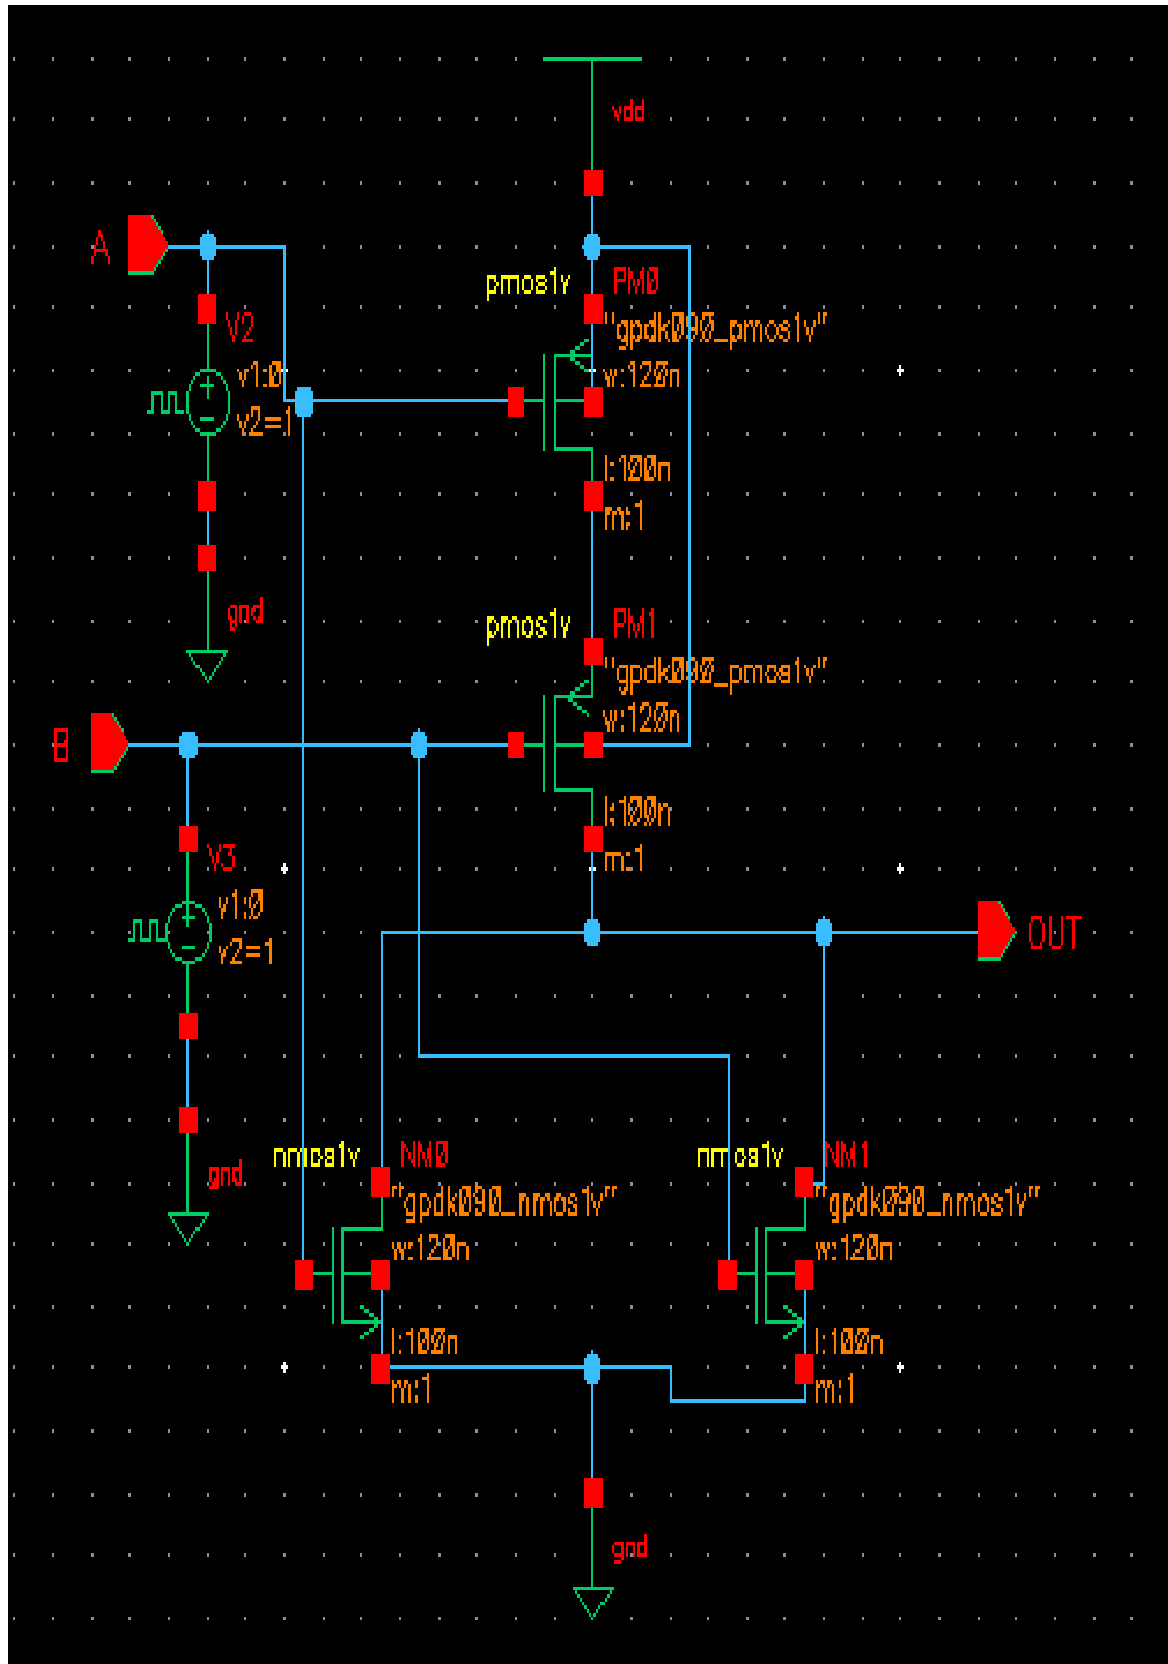 vdd
A
pmos1v PM0
"gpdk090_pmos1v"
V2
v1:0
w:120n
v2=1
l:100n
m:1
gnd
pmos1v PM1
"gpdk090_pmos1v"
w:120n
B
l:100n
V3
m:1
v1:0
OUT
v2=1
nmos1v NM0
nmos1v NM1
gnd
"gpdk090_nmos1v"
"gpdk090_nmos1v"
w:120n
w:120n
l:100n
l:100n
m:1
m:1
gnd